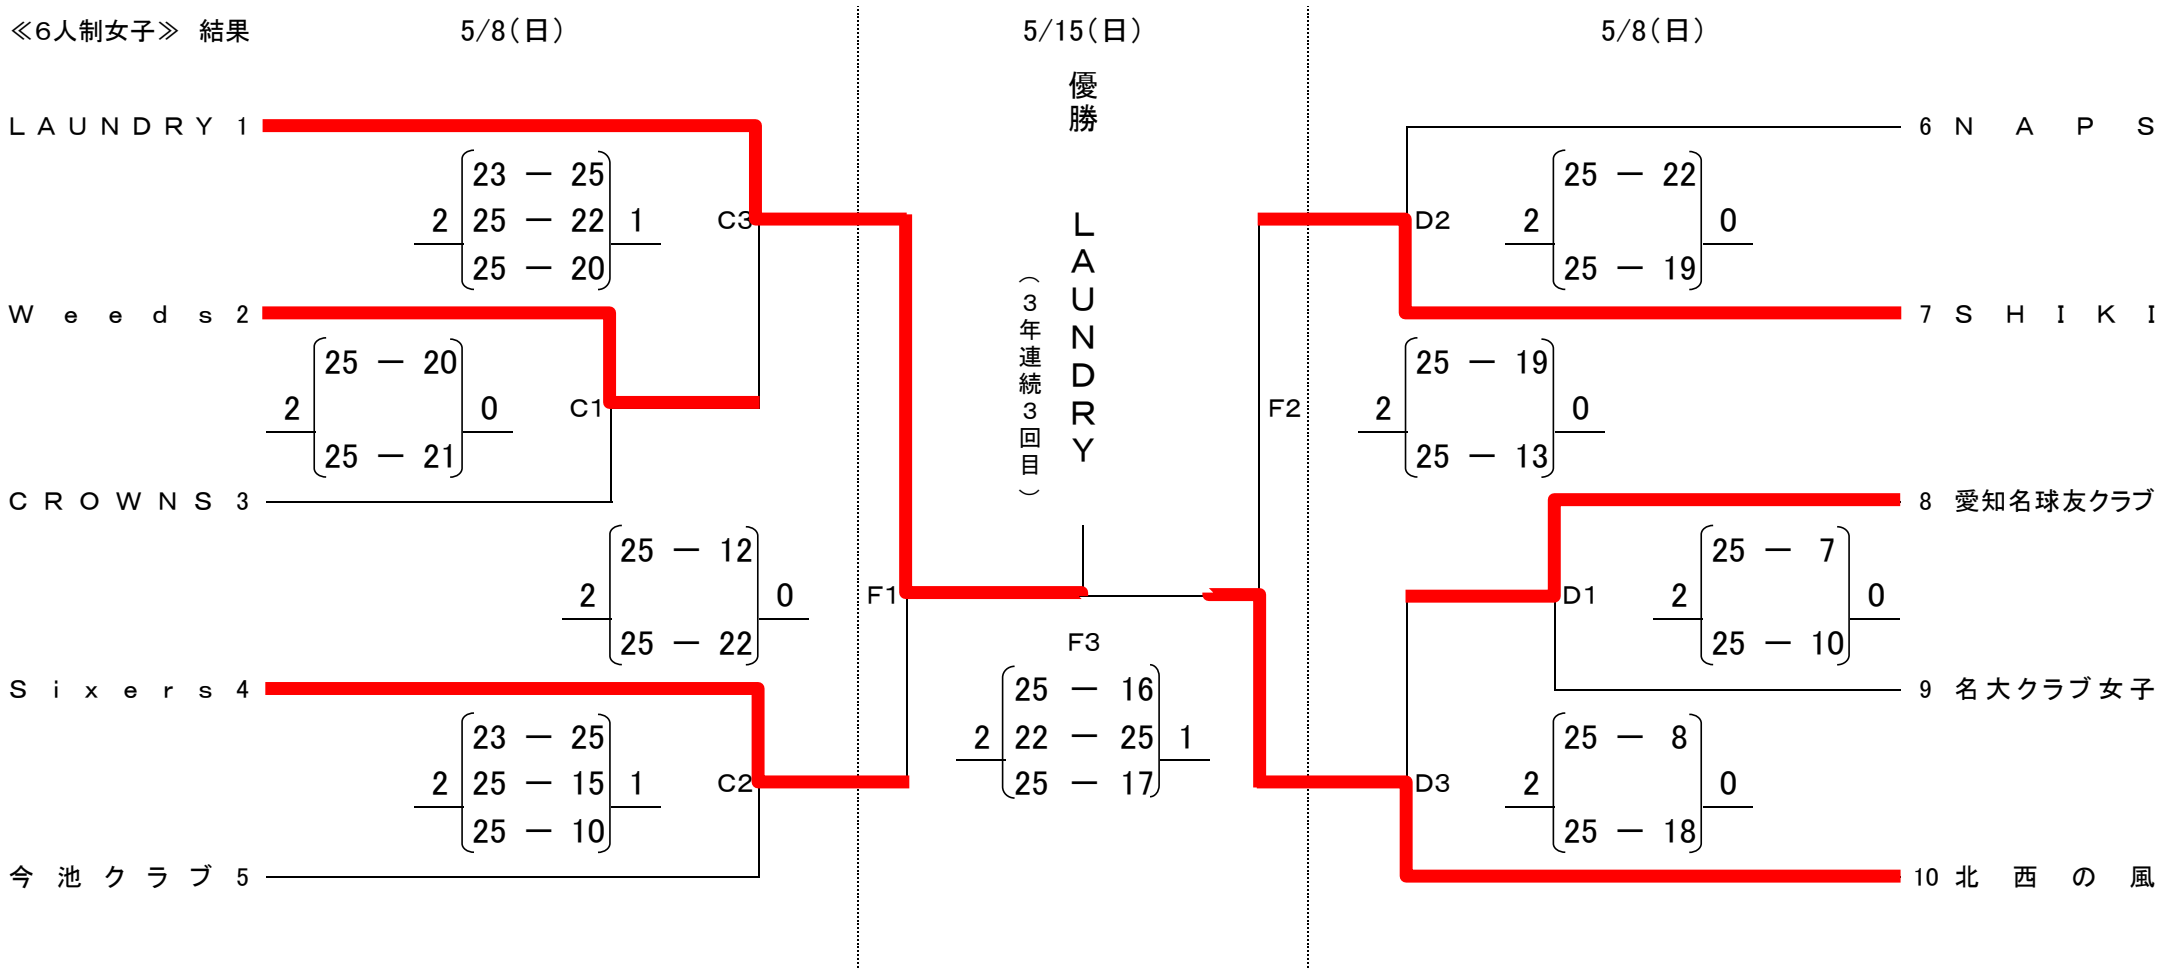 ≪6人制女子≫ 結果
5/8(日)
5/15(日)
5/8(日)
優勝 LAUNDRY
(3年連続3回目)
LAUNDRY 1
23 － 25
2 25 － 22 1
25 － 20
C3
Weeds 2
25 － 20
2 0
25 － 21
C1
CROWNS 3
25 － 12
2 0
25 － 22
F1
Sixers 4
23 － 25
2 25 － 15 1
25 － 10
C2
今池クラブ 5
F3
25 － 16
2 22 － 25 1
25 － 17
6 NAPS
25 － 22
2 0
25 － 19
D2
7 SHIKI
F2
25 － 19
2 0
25 － 13
8 愛知名球友クラブ
D1
25 － 7
2 0
25 － 10
9 名大クラブ女子
D3
25 － 8
2 0
25 － 18
10 北西の風